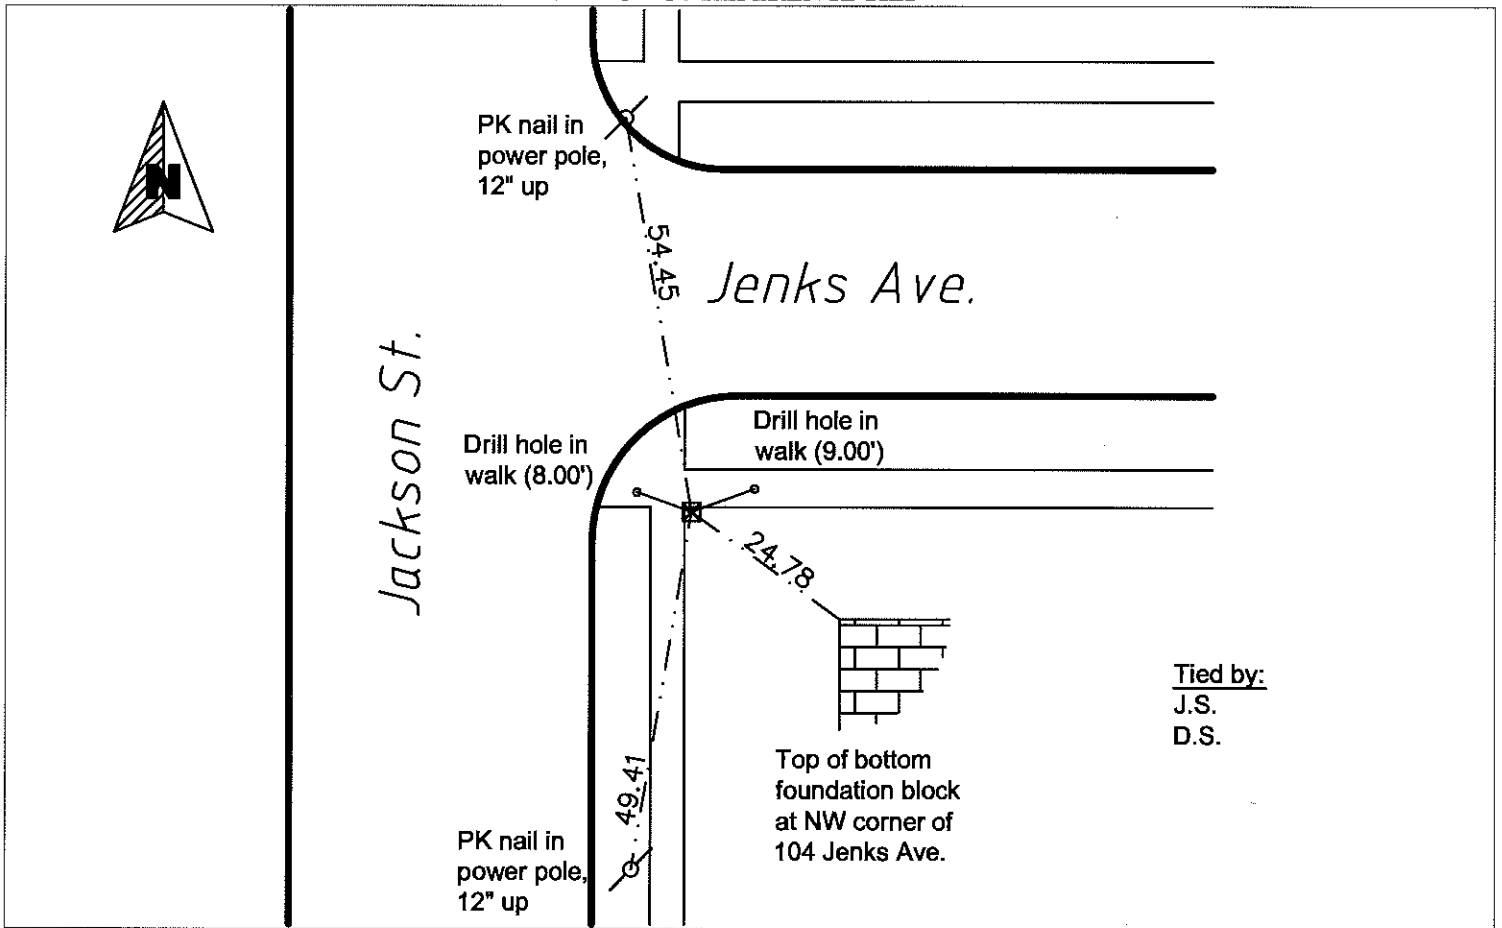 PK nail in
power pole,
12" up
N
54.45
Jenks Ave.
Jackson St.
Drill hole in
walk (8.00')
Drill hole in
walk (9.00')
24.78
Tied by:
J.S.
D.S.
49.41
Top of bottom
foundation block
at NW corner of
104 Jenks Ave.
PK nail in
power pole,
12" up